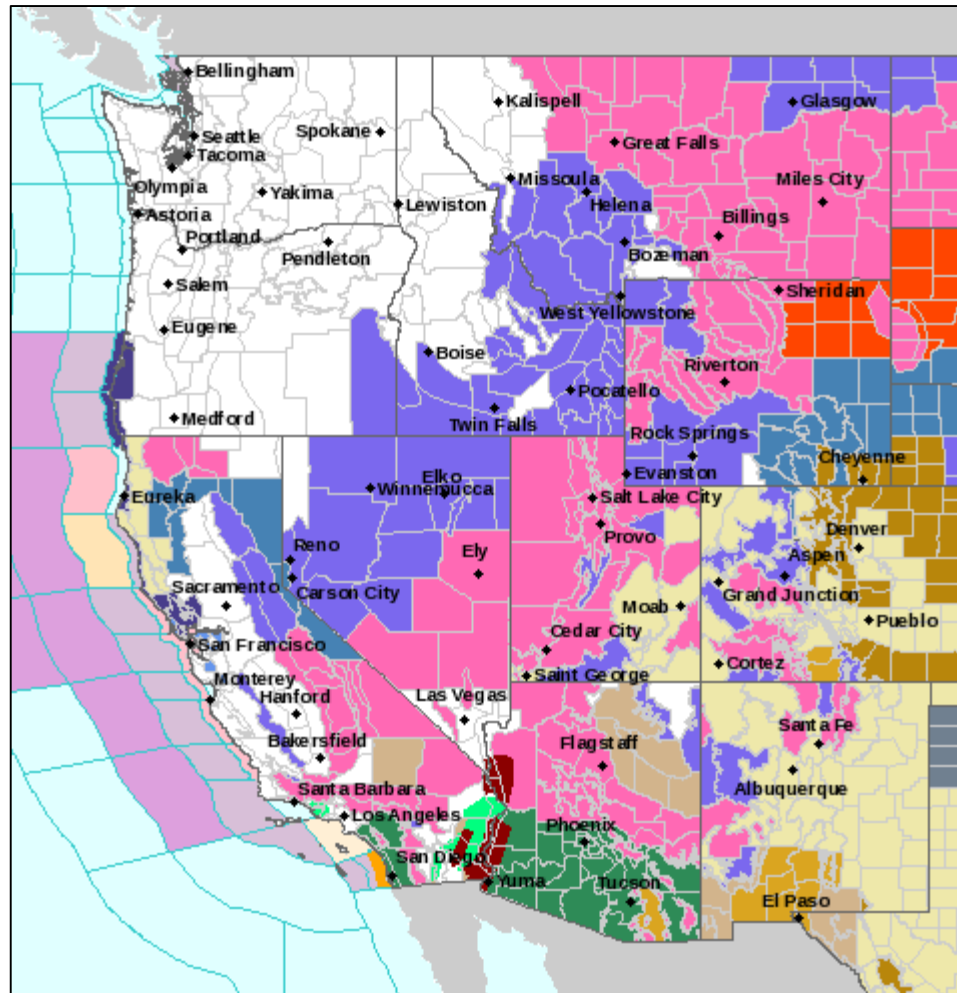 Bellingham
Kalispell
Glasgow
Seattle
Spokane
Great Falls
Tacoma
Olympia
Missoula
Miles City
Yakima
Helena
Astoria
Lewiston
Billings
Portland
Pendleton
Bozeman
Salem
Sheridan
West Yellowstone
Eugene
Boise
Riverton
Pocatello
Medford
Twin Falls
Rock Springs
Cheyenne
Elko
Evanston
Eureka
Winnemucca
Salt Lake City
Provo
Denver
Reno
Ely
Aspen
Sacramento
Carson City
Grand Junction
Moab
Pueblo
San Francisco
Cedar City
Cortez
Saint George
Monterey
Hanford
Las Vegas
Santa Fe
Bakersfield
Flagstaff
Albuquerque
Santa Barbara
Los Angeles
Phoenix
San Diego
Yuma
Tucson
El Paso